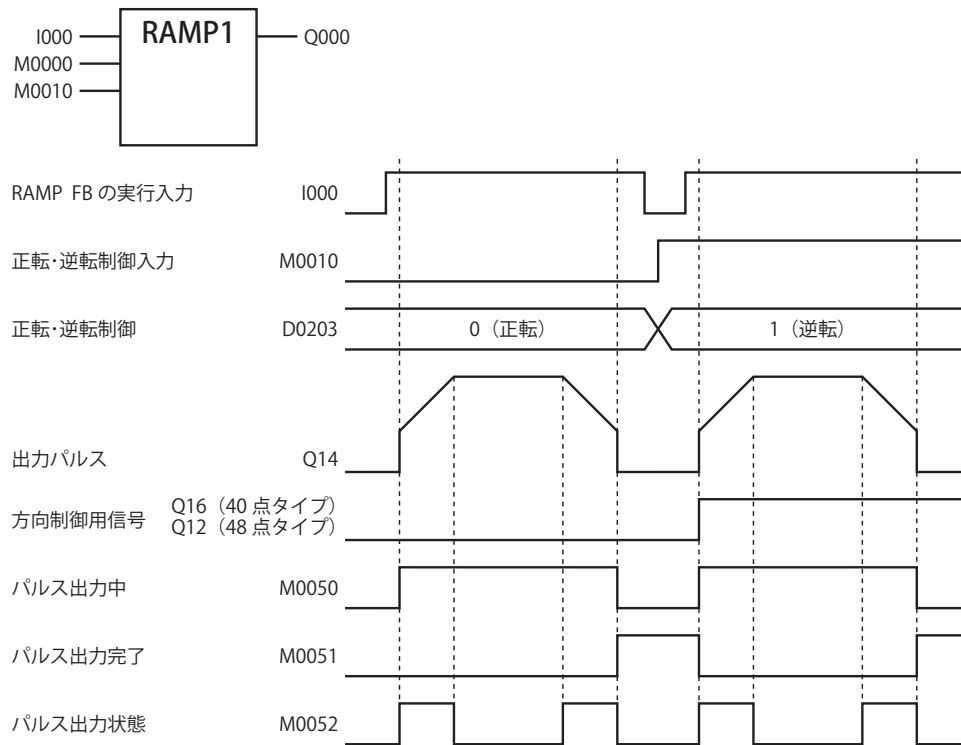 RAMP1
I000
Q000
M0000
M0010
RAMP FB の実行入力 I000
正転・逆転制御入力 M0010
正転・逆転制御 D0203 0（正転） 1（逆転）
出力パルス Q14
方向制御用信号 Q16（40 点タイプ）
Q12（48 点タイプ）
パルス出力中 M0050
パルス出力完了 M0051
パルス出力状態 M0052